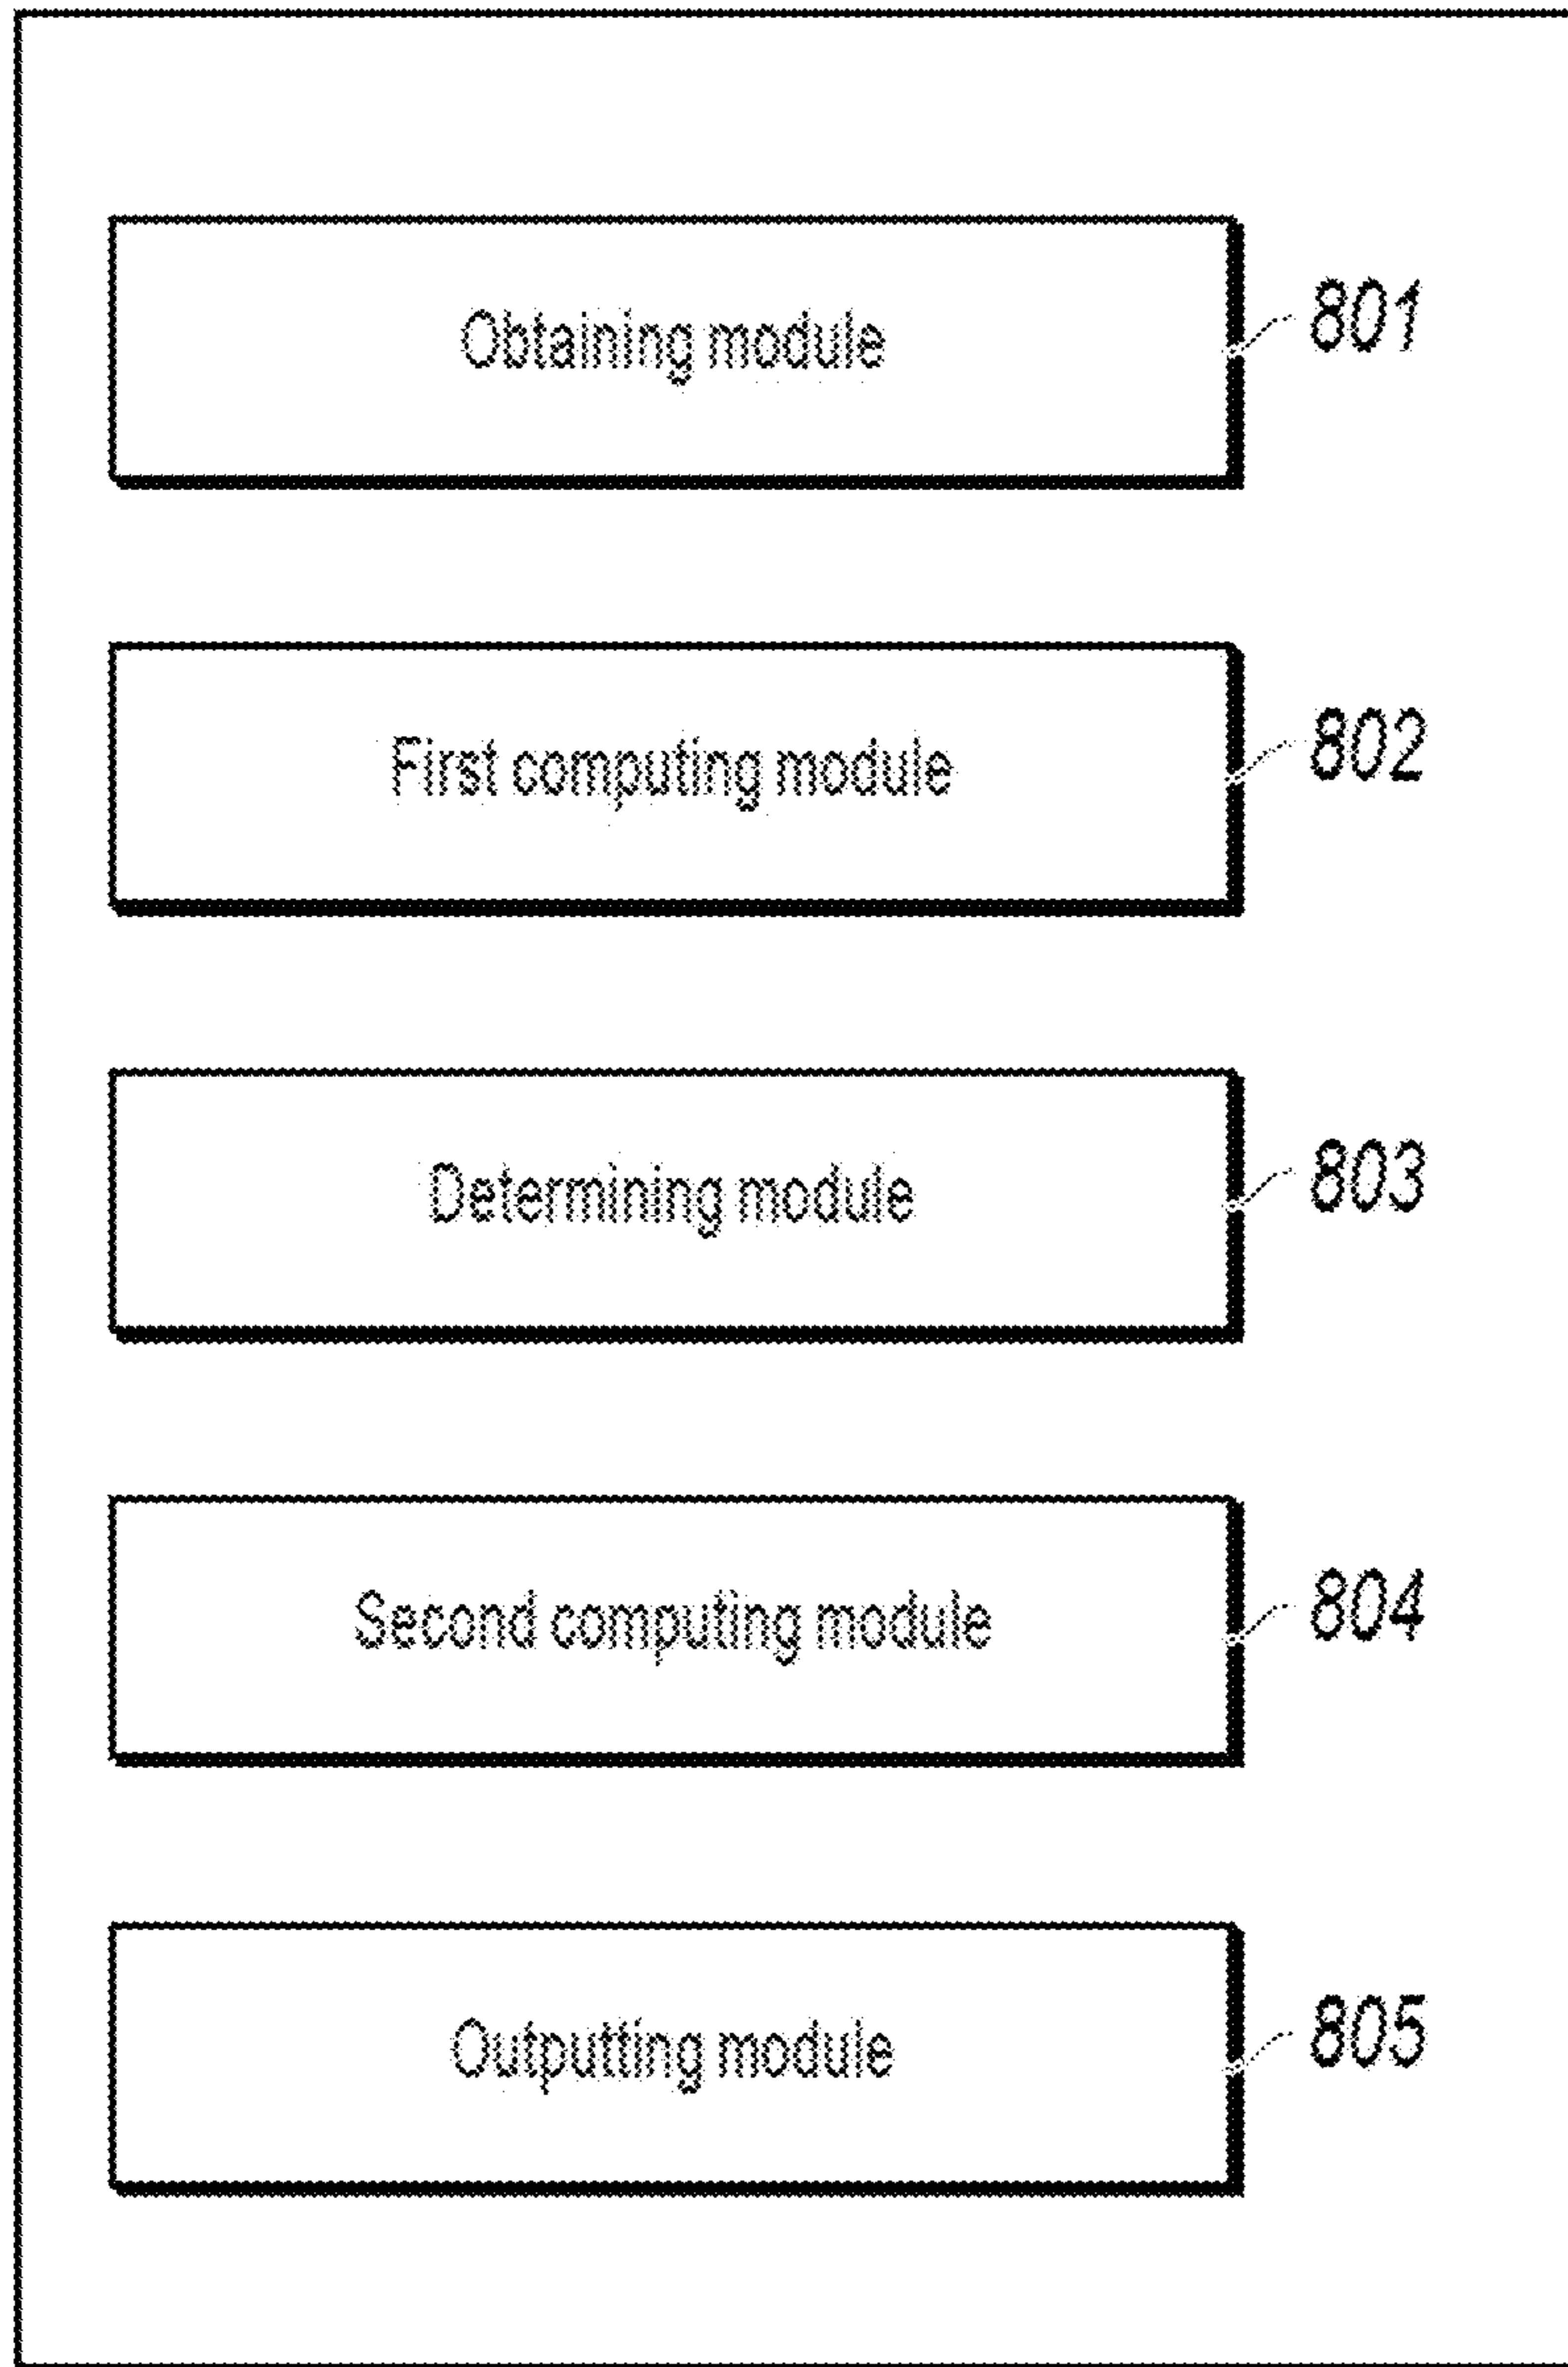 Obtaining module 801
First computing module 802
Determining module 803
Second computing module 804
Outputting module 805